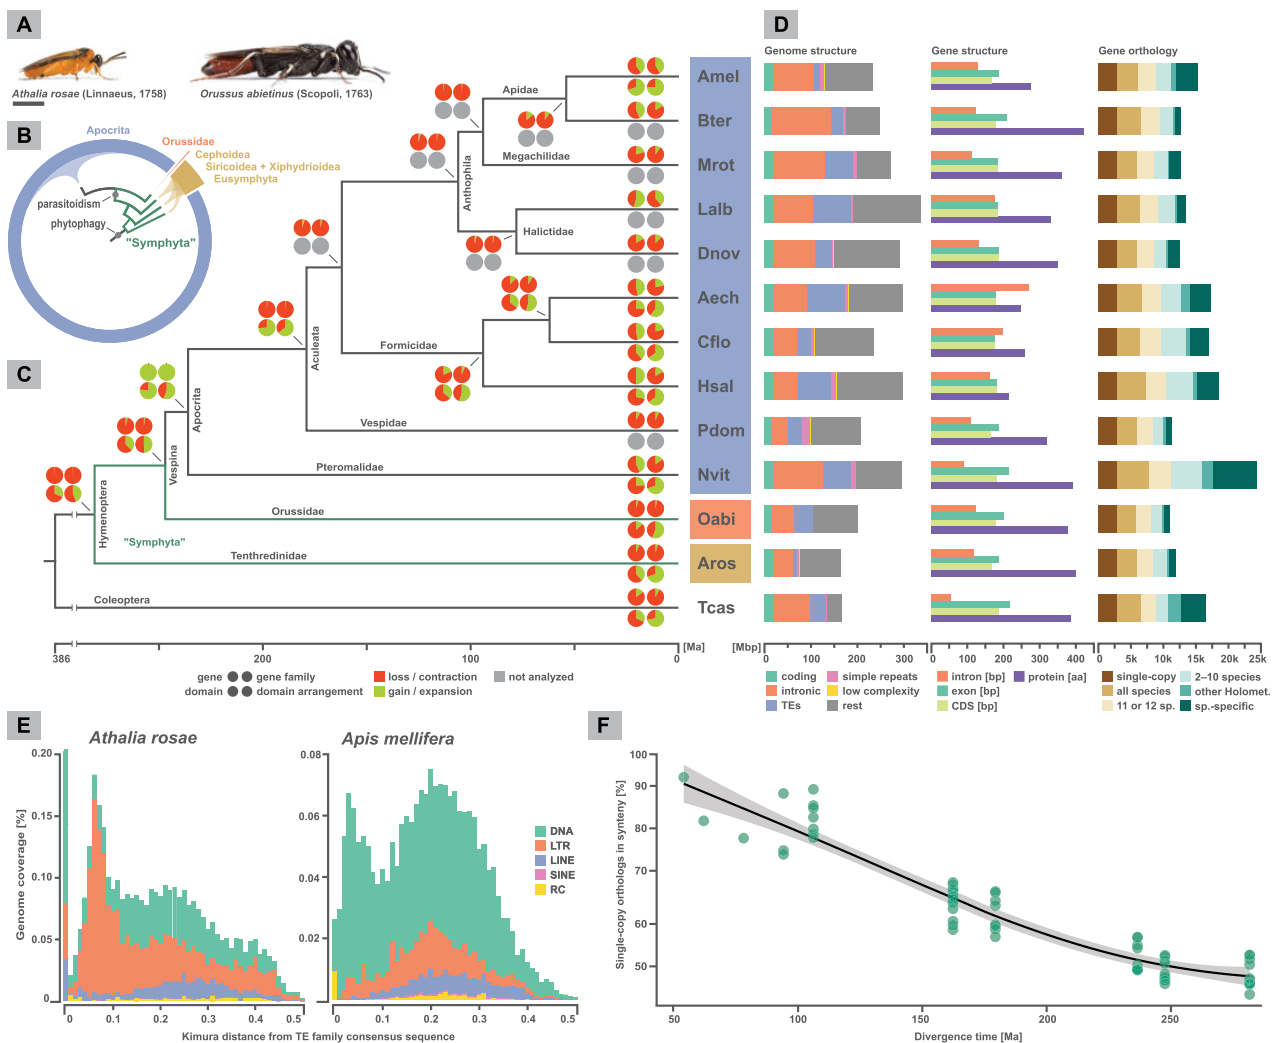 A
Athalia rosae (Linnaeus, 1758)
Orussus abietinus (Scopoli, 1763)
B
Apocrita
Orussidae
Cephoidea
Siricoidea + Xiphydrioidea
Eusymphyta
parasitoidism
phytophagy
"Symphyta"
C
Apidae
Megachilidae
Anthophila
Halictidae
Aculeata
Formicidae
Apocrita
Vespidae
Vespina
Pteromalidae
Hymenoptera
Orussidae
"Symphyta"
Tenthredinidae
Coleoptera
Amel
Bter
Mrot
Lalb
Dnov
Aech
Cflo
Hsal
Pdom
Nvit
Oabi
Aros
Tcas
386
200
100
0
[Ma]
gene
gene family
domain
domain arrangement
loss / contraction
gain / expansion
not analyzed
D
Genome structure
Gene structure
Gene orthology
[Mbp]
0 100 200 300
0 100 200 300 400
0 5k 10k 15k 20k 25k
coding
intronic
TEs
simple repeats
low complexity
rest
intron [bp]
exon [bp]
CDS [bp]
protein [aa]
single-copy
all species
11 or 12 sp.
2–10 species
other Holomet.
sp.-specific
E
Athalia rosae
Apis mellifera
Genome coverage [%]
0.20
0.15
0.10
0.05
0
0.08
0.06
0.04
0.02
0 0.1 0.2 0.3 0.4 0.5
0 0.1 0.2 0.3 0.4 0.5
DNA
LTR
LINE
SINE
RC
Kimura distance from TE family consensus sequence
F
Single-copy orthologs in synteny [%]
100
90
80
70
60
50
50 100 150 200 250
Divergence time [Ma]